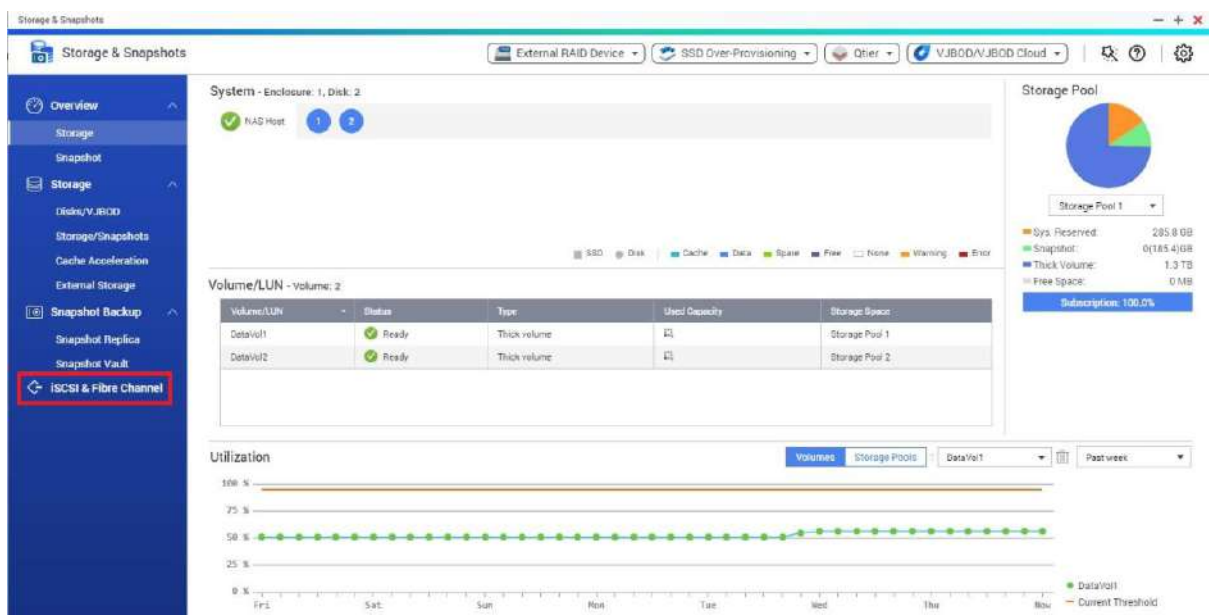 Storage & Snapshots
Storage & Snapshots
External RAID Device
SSD Over-Provisioning
Qtier
VJBOD/VJBOD Cloud
Overview
Storage
Snapshot
Storage
Disks/VJBOD
Storage/Snapshots
Cache Acceleration
External Storage
Snapshot Backup
Snapshot Replica
Snapshot Vault
iSCSI & Fibre Channel
System - Enclosure: 1, Disk: 2
NAS Host 1 2
SSD Disk Cache Data Spare Free None Warning Error
Volume/LUN - Volume: 2
Volume/LUN Status Type Used Capacity Storage Space
DataVol1 Ready Thick volume Storage Pool 1
DataVol2 Ready Thick volume Storage Pool 2
Storage Pool
Storage Pool 1
Sys. Reserved: 285.8 GB
Snapshot: 0(185.4)GB
Thick Volume: 1.3 TB
Free Space: 0 MB
Subscription: 100.0%
Utilization
Volumes Storage Pools : DataVol1 Past week
100 %
75 %
50 %
25 %
0 %
Fri Sat Sun Mon Tue Wed Thu Now
DataVol1
Current Threshold